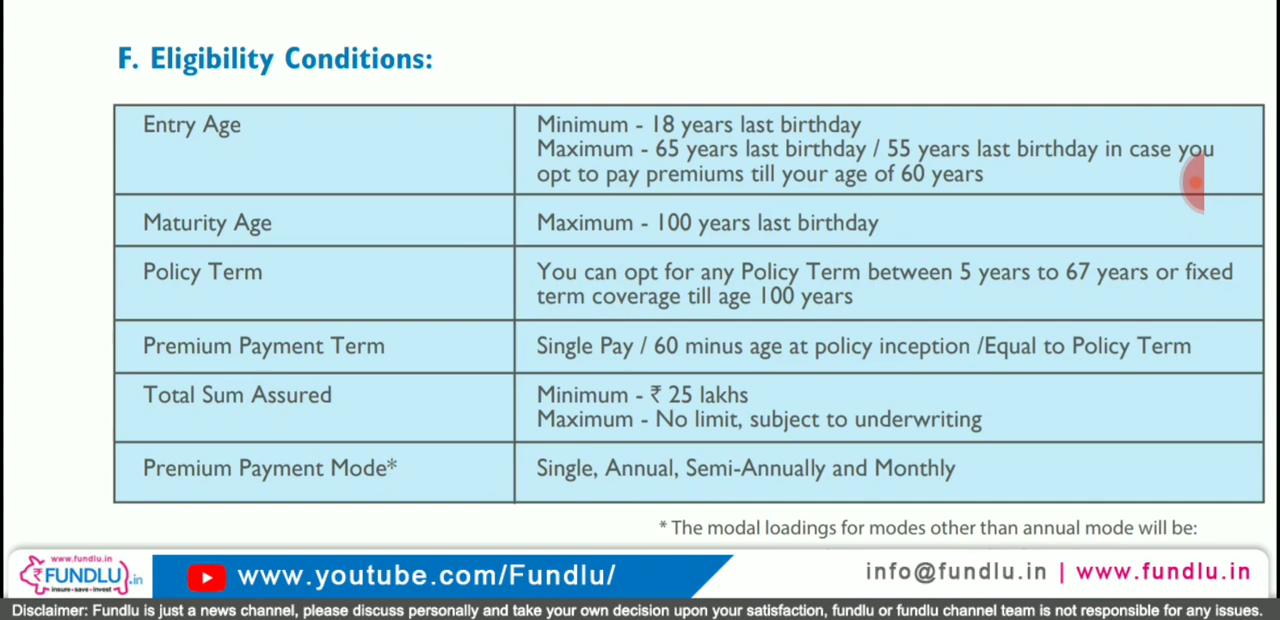 F. Eligibility Conditions:
Entry Age
Minimum - 18 years last birthday
Maximum - 65 years last birthday / 55 years last birthday in case you
opt to pay premiums till your age of 60 years
Maturity Age
Maximum - 100 years last birthday
Policy Term
You can opt for any Policy Term between 5 years to 67 years or fixed
term coverage till age 100 years
Premium Payment Term
Single Pay / 60 minus age at policy inception /Equal to Policy Term
Total Sum Assured
Minimum - ₹ 25 lakhs
Maximum - No limit, subject to underwriting
Premium Payment Mode*
Single, Annual, Semi-Annually and Monthly
* The modal loadings for modes other than annual mode will be:
www.fundlu.in
₹FUNDLU.in
insure-save-invest
www.youtube.com/Fundlu/
info@fundlu.in | www.fundlu.in
Disclaimer: Fundlu is just a news channel, please discuss personally and take your own decision upon your satisfaction, fundlu or fundlu channel team is not responsible for any issues.